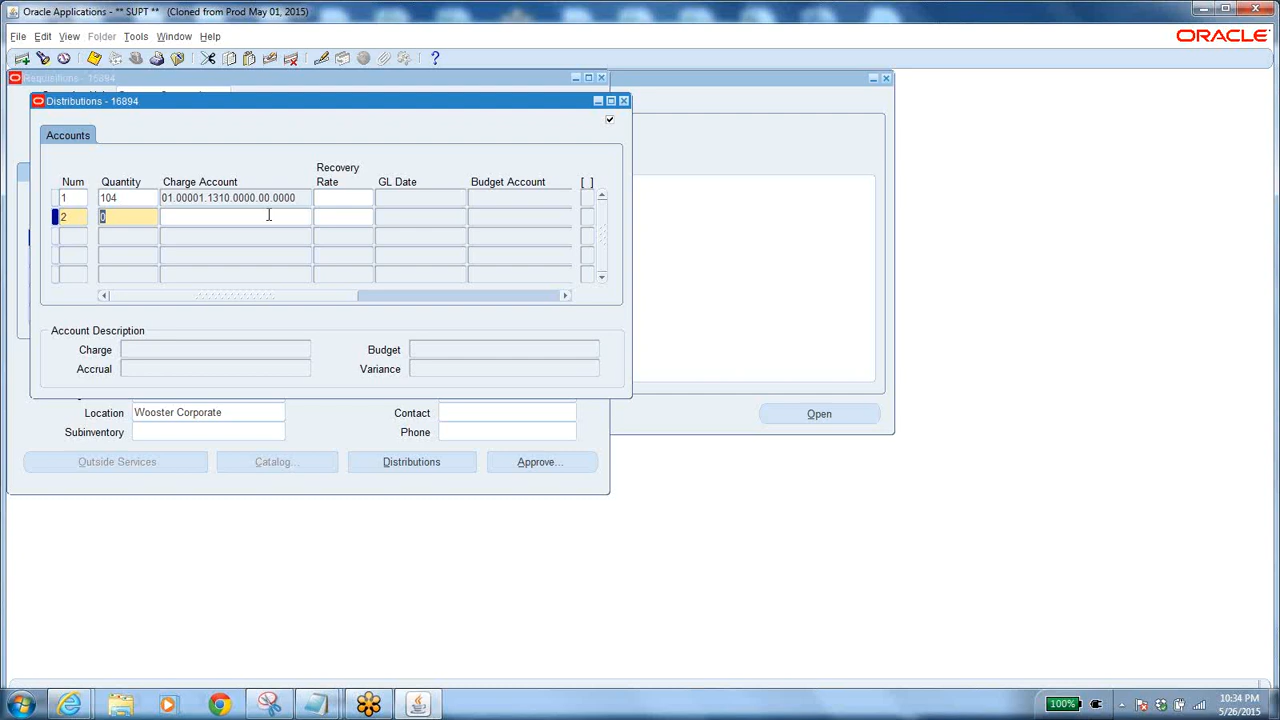 Oracle Applications - ** SUPT ** (Cloned from Prod May 01, 2015)
File Edit View Folder Tools Window Help
ORACLE
Requisitions - 16894
Distributions - 16894
Accounts
Recovery
Num Quantity Charge Account Rate GL Date Budget Account [ ]
1 104 01.00001.1310.0000.00.0000
2 0
Account Description
Charge Budget
Accrual Variance
Location Wooster Corporate Contact
Open
Subinventory Phone
Outside Services Catalog... Distributions Approve...
100%
10:34 PM
5/26/2015